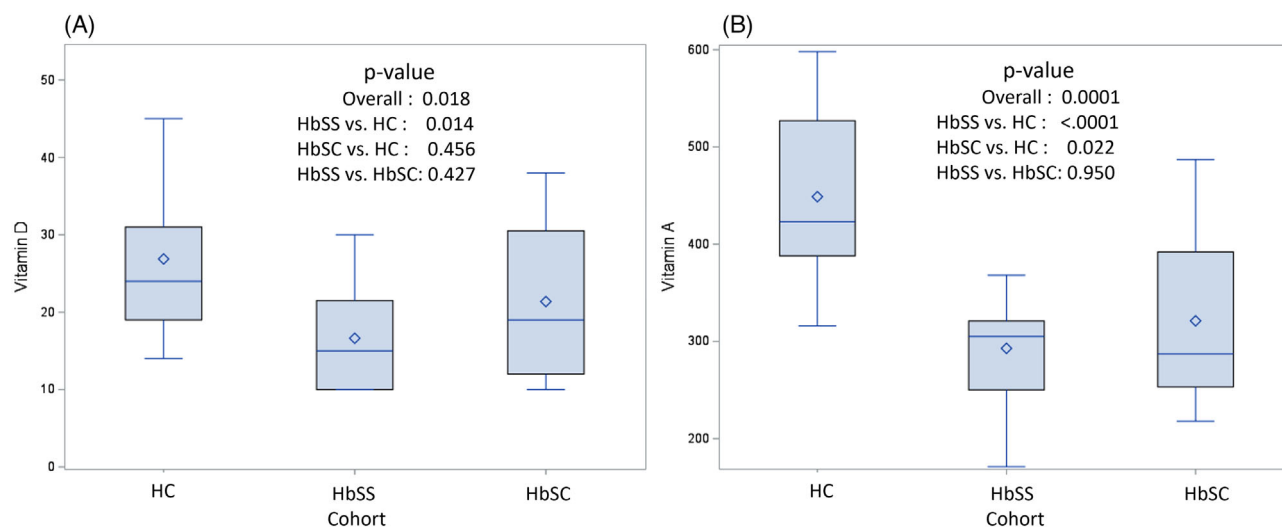 (A)
p-value
Overall : 0.018
HbSS vs. HC : 0.014
HbSC vs. HC : 0.456
HbSS vs. HbSC: 0.427
Vitamin D
50
40
30
20
10
0
HC
HbSS
HbSC
Cohort
(B)
p-value
Overall : 0.0001
HbSS vs. HC : <.0001
HbSC vs. HC : 0.022
HbSS vs. HbSC: 0.950
Vitamin A
600
500
400
300
200
HC
HbSS
HbSC
Cohort